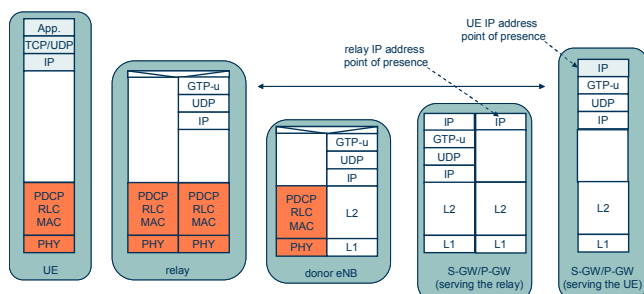 App.
TCP/UDP
IP
PDCP
RLC
MAC
PHY
UE
GTP-u
UDP
IP
PDCP
RLC
MAC
PHY
PDCP
RLC
MAC
PHY
relay
GTP-u
UDP
IP
PDCP
RLC
MAC
PHY
L2
L1
donor eNB
relay IP address
point of presence
IP
GTP-u
UDP
IP
L2
L1
IP
L2
L1
S-GW/P-GW
(serving the relay)
UE IP address
point of presence
IP
GTP-u
UDP
IP
L2
L1
S-GW/P-GW
(serving the UE)